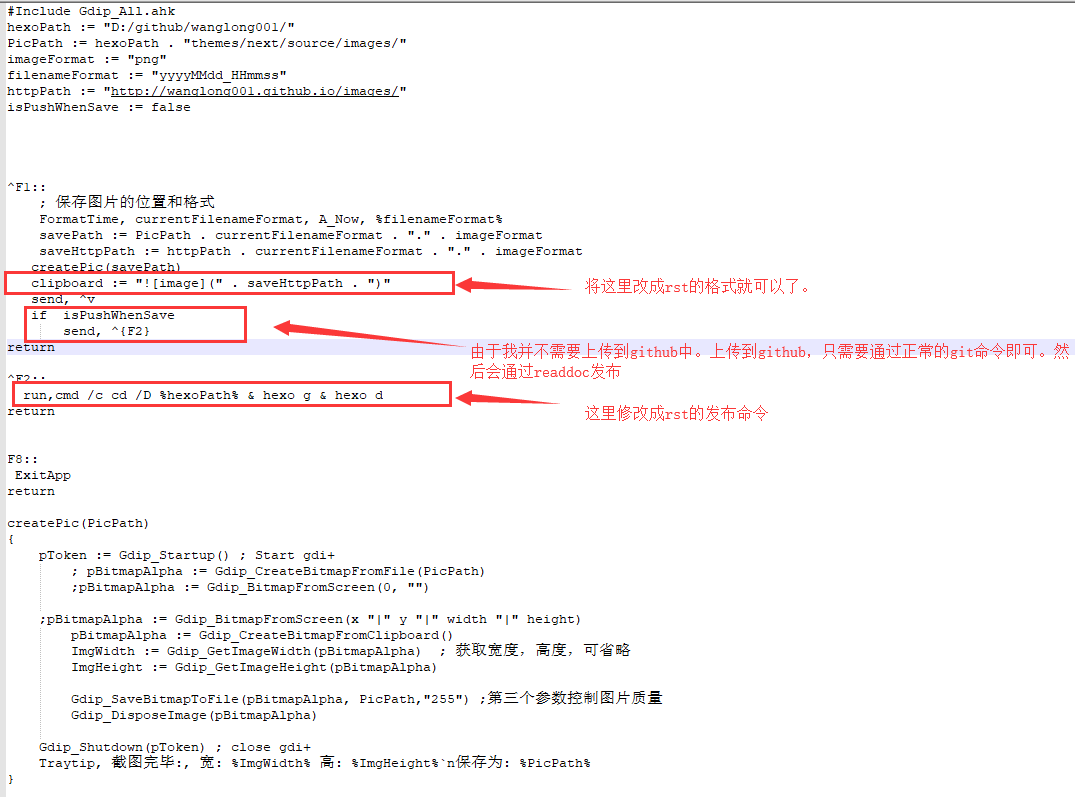 #Include Gdip_All.ahk
hexoPath := "D:/github/wanglong001/"
PicPath := hexoPath . "themes/next/source/images/"
imageFormat := "png"
filenameFormat := "yyyyMMdd_HHmmss"
httpPath := "http://wanglong001.github.io/images/"
isPushWhenSave := false
^F1::
; 保存图片的位置和格式
FormatTime, currentFilenameFormat, A_Now, %filenameFormat%
savePath := PicPath . currentFilenameFormat . "." . imageFormat
saveHttpPath := httpPath . currentFilenameFormat . "." . imageFormat
createPic(savePath)
clipboard := "![image](" . saveHttpPath . ")"
将这里改成rst的格式就可以了。
send, ^v
if  isPushWhenSave
send, ^{F2}
return
由于我并不需要上传到github中。上传到github，只需要通过正常的git命令即可。然
后会通过readdoc发布
^F2::
run,cmd /c cd /D %hexoPath% & hexo g & hexo d
return
这里修改成rst的发布命令
F8::
ExitApp
return
createPic(PicPath)
{
pToken := Gdip_Startup() ; Start gdi+
; pBitmapAlpha := Gdip_CreateBitmapFromFile(PicPath)
;pBitmapAlpha := Gdip_BitmapFromScreen(0, "")
;pBitmapAlpha := Gdip_BitmapFromScreen(x "|" y "|" width "|" height)
pBitmapAlpha := Gdip_CreateBitmapFromClipboard()
ImgWidth := Gdip_GetImageWidth(pBitmapAlpha)  ; 获取宽度，高度，可省略
ImgHeight := Gdip_GetImageHeight(pBitmapAlpha)
Gdip_SaveBitmapToFile(pBitmapAlpha, PicPath,"255") ;第三个参数控制图片质量
Gdip_DisposeImage(pBitmapAlpha)
Gdip_Shutdown(pToken) ; close gdi+
Traytip, 截图完毕:, 宽: %ImgWidth% 高: %ImgHeight%`n保存为: %PicPath%
}